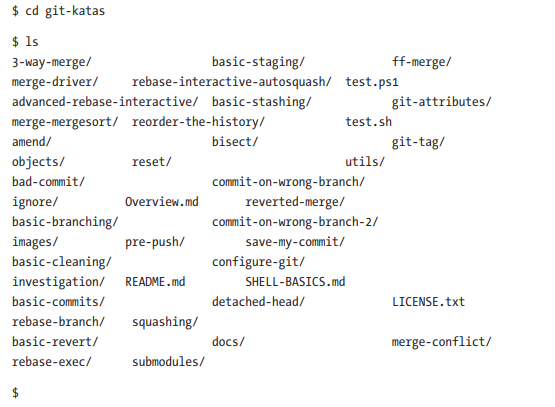 $ cd git-katas
$ ls
3-way-merge/ basic-staging/ ff-merge/
merge-driver/ rebase-interactive-autosquash/ test.ps1
advanced-rebase-interactive/ basic-stashing/ git-attributes/
merge-mergesort/ reorder-the-history/ test.sh
amend/ bisect/ git-tag/
objects/ reset/ utils/
bad-commit/ commit-on-wrong-branch/
ignore/ Overview.md reverted-merge/
basic-branching/ commit-on-wrong-branch-2/
images/ pre-push/ save-my-commit/
basic-cleaning/ configure-git/
investigation/ README.md SHELL-BASICS.md
basic-commits/ detached-head/ LICENSE.txt
rebase-branch/ squashing/
basic-revert/ docs/ merge-conflict/
rebase-exec/ submodules/
$